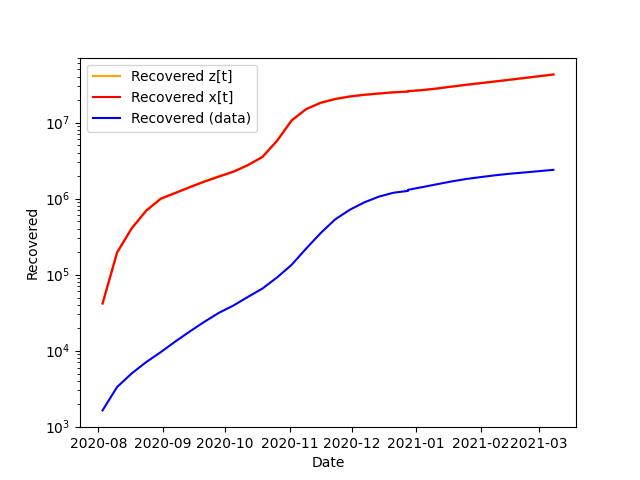 Recovered z[t]
Recovered x[t]
Recovered (data)
10^7
10^6
10^5
10^4
10^3
Recovered
2020-08 2020-09 2020-10 2020-11 2020-12 2021-01 2021-02 2021-03
Date